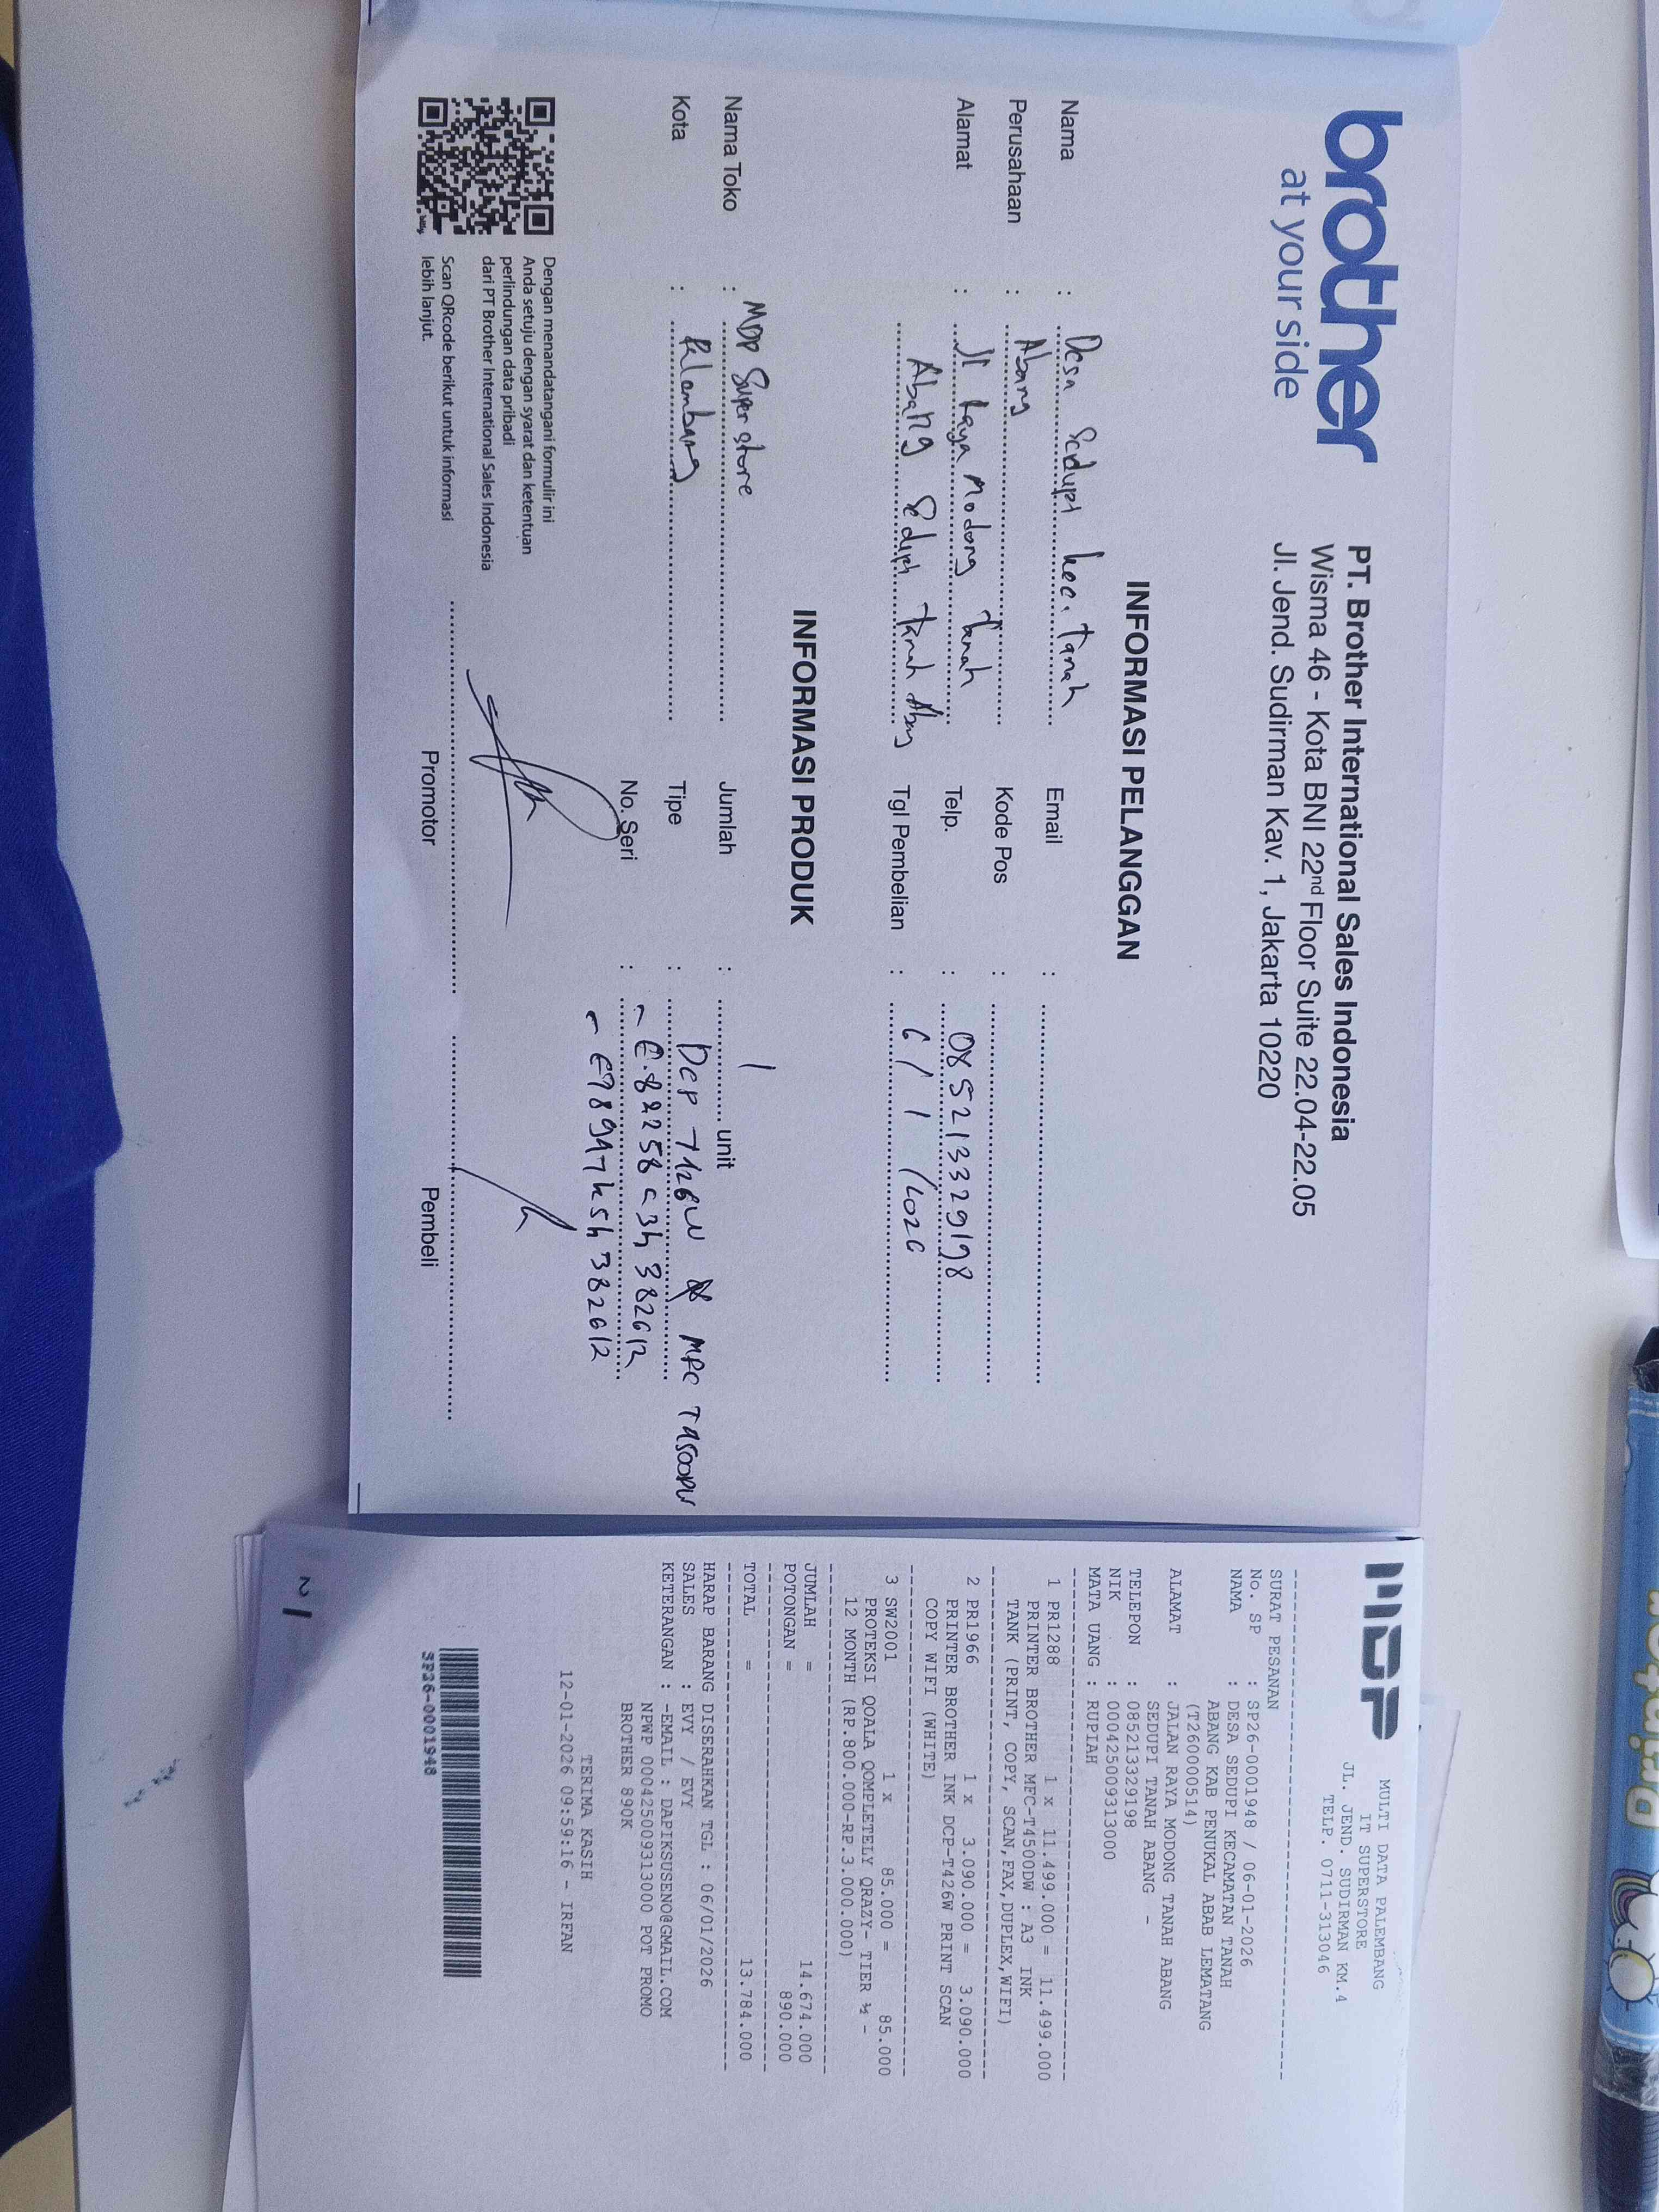 brother
at your side
PT. Brother International Sales Indonesia
Wisma 46 - Kota BNI 22nd Floor Suite 22.04-22.05
Jl. Jend. Sudirman Kav. 1, Jakarta 10220
INFORMASI PELANGGAN
Nama : Desa Sedupi Kec. Tanah
Abang
Perusahaan :
Alamat : Jl Raya Modong Tanah
Abang Sedupi Tanah Abang
Email :
Kode Pos :
Telp. : 085213329198
Tgl Pembelian : 6/1/2026
INFORMASI PRODUK
Nama Toko : MDP Super store
Kota : Palembang
Jumlah : 1 unit
Tipe : DCP T426W & MFC T4500DW
No. Seri :
Dengan menandatangani formulir ini
Anda setuju dengan syarat dan ketentuan
perlindungan data pribadi
dari PT Brother International Sales Indonesia
Scan QRcode berikut untuk informasi
lebih lanjut.
Promotor
Pembeli
MDP
MULTI DATA PALEMBANG
IT SUPERSTORE
JL. JEND. SUDIRMAN KM.4
TELP. 0711-313046
SURAT PESANAN
No. SP : SP26-0001948 / 06-01-2026
NAMA : DESA SEDUPI KECAMATAN TANAH
ABANG KAB PENUKAL ABAB LEMATANG
(T260000514)
ALAMAT : JALAN RAYA MODONG TANAH ABANG
SEDUPI TANAH ABANG -
TELEPON : 085213329198
NIK : 000425009313000
MATA UANG : RUPIAH
1 PR1288 1 x 11.499.000 = 11.499.000
PRINTER BROTHER MFC-T4500DW : A3 INK
TANK (PRINT, COPY, SCAN,FAX,DUPLEX,WIFI)
2 PR1966 1 x 3.090.000 = 3.090.000
PRINTER BROTHER INK DCP-T426W PRINT SCAN
COPY WIFI (WHITE)
3 SW2001 1 x 85.000 = 85.000
PROTEKSI QOALA QOMPLETELY QRAZY- TIER -
12 MONTH (RP.800.000-RP.3.000.000)
JUMLAH = 14.674.000
POTONGAN = 890.000
TOTAL = 13.784.000
HARAP BARANG DISERAHKAN TGL : 06/01/2026
SALES : EVY / EVY
KETERANGAN : -EMAIL : DAPIKSUSENO@GMAIL.COM
NPWP 000425009313000 POT PROMO
BROTHER 890K
TERIMA KASIH
12-01-2026 09:59:16 - IRFAN
SP26-0001948
21